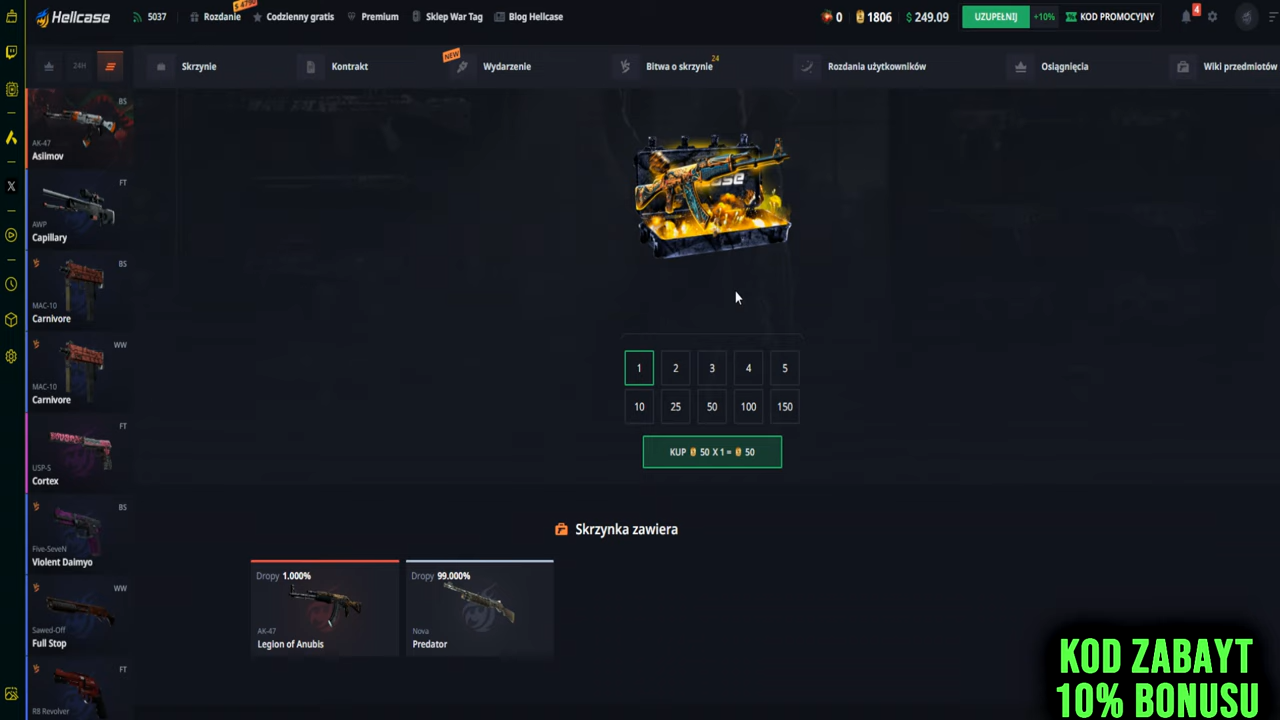 Hellcase
5037
$ 4750
Rozdanie
Codzienny gratis
Premium
Sklep War Tag
Blog Hellcase
0
1806
$ 249.09
UZUPEŁNIJ
+10%
KOD PROMOCYJNY
4
24H
Skrzynie
Kontrakt
NEW
Wydarzenie
Bitwa o skrzynie
24
Rozdania użytkowników
Osiągnięcia
Wiki przedmiotów
BS
AK-47
Asiimov
FT
AWP
Capillary
BS
MAC-10
Carnivore
WW
MAC-10
Carnivore
FT
USP-S
Cortex
BS
Five-SeveN
Violent Daimyo
WW
Sawed-Off
Full Stop
FT
R8 Revolver
1
2
3
4
5
10
25
50
100
150
KUP 50 X 1 = 50
Skrzynka zawiera
Dropy 1.000%
AK-47
Legion of Anubis
Dropy 99.000%
Nova
Predator
KOD ZABAYT
10% BONUSU